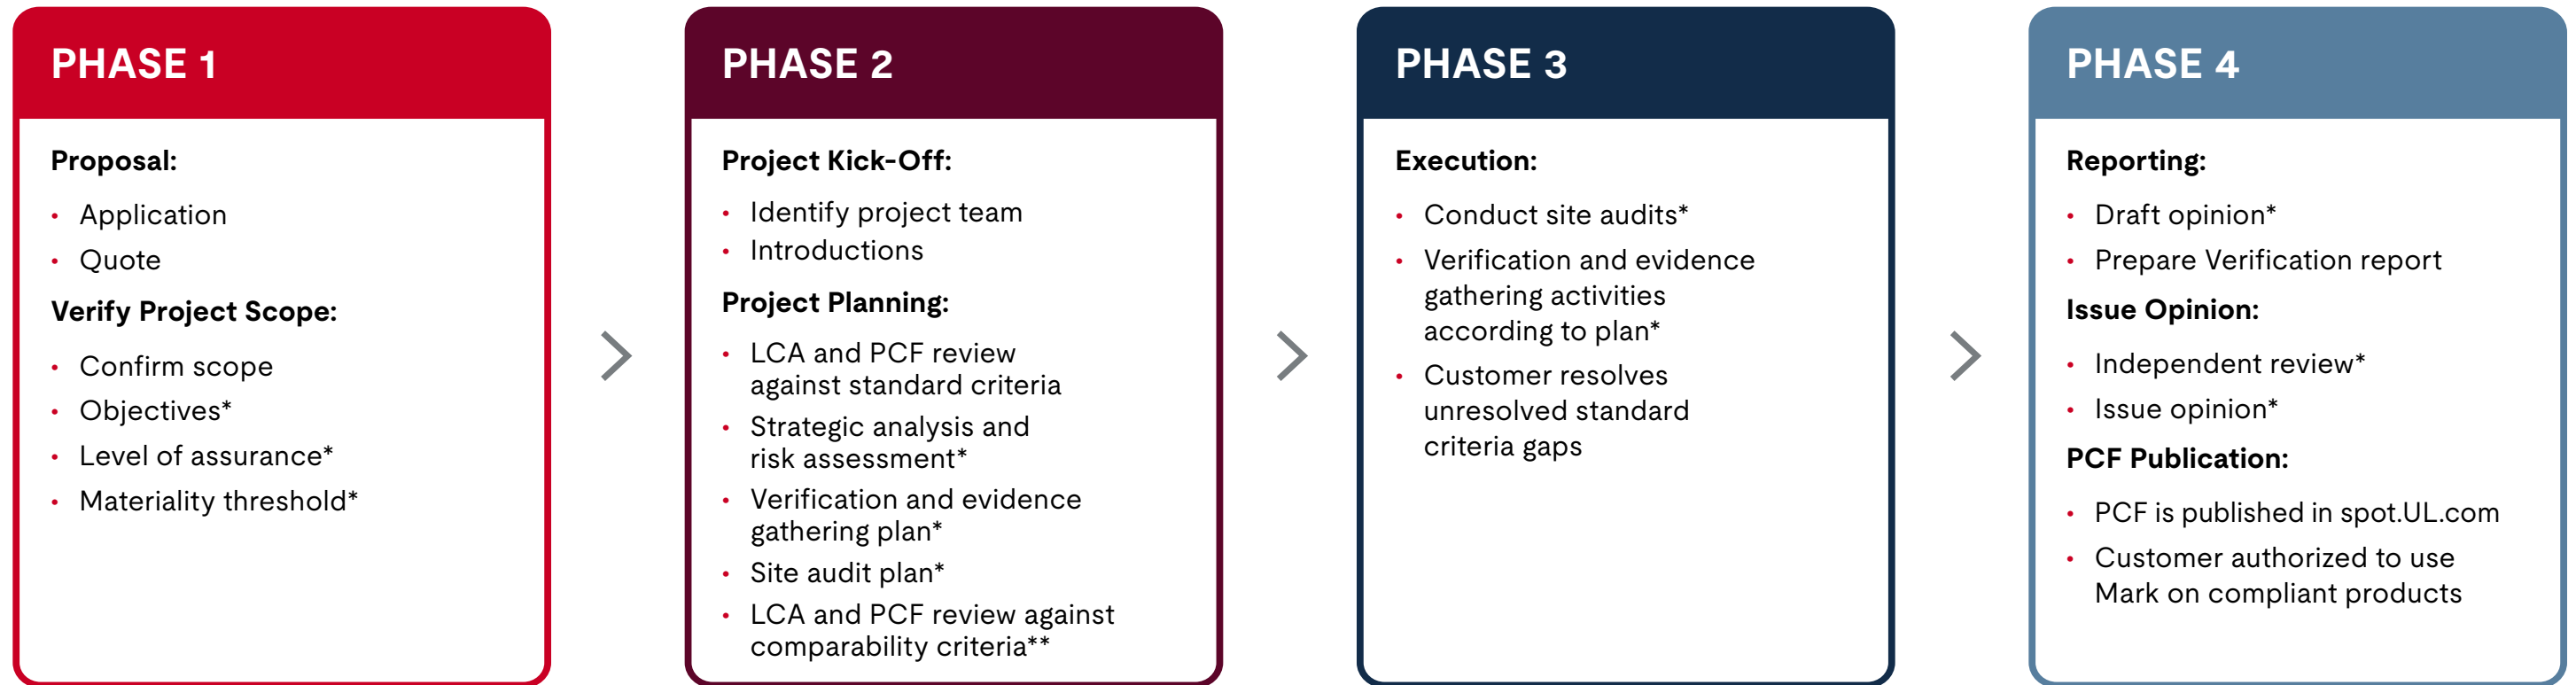 PHASE 1
Proposal:
• Application
• Quote
Verify Project Scope:
• Confirm scope
• Objectives*
• Level of assurance*
• Materiality threshold*
PHASE 2
Project Kick-Off:
• Identify project team
• Introductions
Project Planning:
• LCA and PCF review
against standard criteria
• Strategic analysis and
risk assessment*
• Verification and evidence
gathering plan*
• Site audit plan*
• LCA and PCF review against
comparability criteria**
PHASE 3
Execution:
• Conduct site audits*
• Verification and evidence
gathering activities
according to plan*
• Customer resolves
unresolved standard
criteria gaps
PHASE 4
Reporting:
• Draft opinion*
• Prepare Verification report
Issue Opinion:
• Independent review*
• Issue opinion*
PCF Publication:
• PCF is published in spot.UL.com
• Customer authorized to use
Mark on compliant products